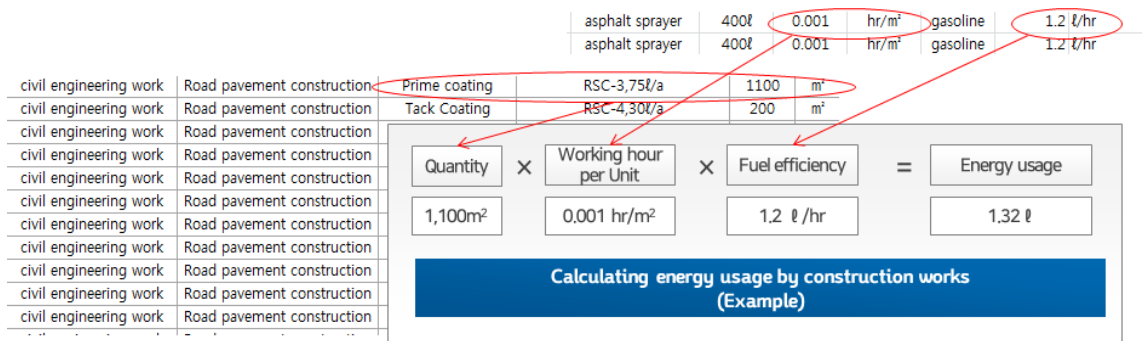 asphalt sprayer 400ℓ 0.001 hr/㎡ gasoline 1.2 ℓ/hr
asphalt sprayer 400ℓ 0.001 hr/㎡ gasoline 1.2 ℓ/hr
civil engineering work Road pavement construction Prime coating RSC-3,75ℓ/a 1100 ㎡
civil engineering work Road pavement construction Tack Coating RSC-4,30ℓ/a 200 ㎡
civil engineering work Road pavement construction
civil engineering work Road pavement construction
civil engineering work Road pavement construction
civil engineering work Road pavement construction
civil engineering work Road pavement construction
civil engineering work Road pavement construction
civil engineering work Road pavement construction
civil engineering work Road pavement construction
civil engineering work Road pavement construction
Quantity × Working hour per Unit × Fuel efficiency = Energy usage
1,100m² 0.001 hr/m² 1.2 ℓ/hr 1.32 ℓ
Calculating energy usage by construction works
(Example)